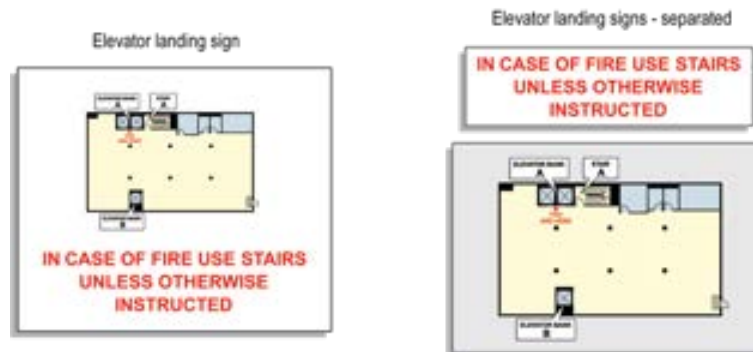 Elevator landing sign
ELEVATOR BANK
A
STAIR
A
ELEVATOR BANK
B
IN CASE OF FIRE USE STAIRS
UNLESS OTHERWISE
INSTRUCTED
Elevator landing signs - separated
IN CASE OF FIRE USE STAIRS
UNLESS OTHERWISE
INSTRUCTED
ELEVATOR BANK
A
STAIR
A
ELEVATOR BANK
B